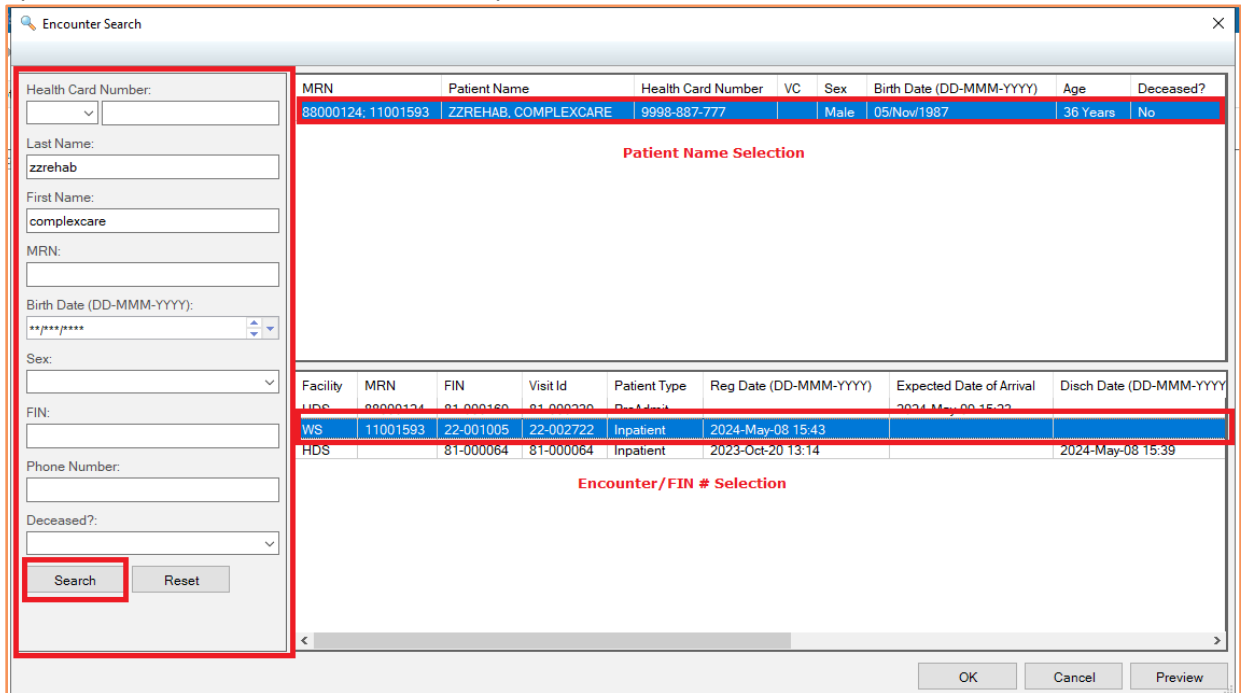 Encounter Search
Health Card Number:
Last Name:
zzrehab
First Name:
complexcare
MRN:
Birth Date (DD-MMM-YYYY):
**/***/****
Sex:
FIN:
Phone Number:
Deceased?:
Search Reset
MRN Patient Name Health Card Number VC Sex Birth Date (DD-MMM-YYYY) Age Deceased?
88000124; 11001593 ZZREHAB, COMPLEXCARE 9998-887-777 Male 05/Nov/1987 36 Years No
Patient Name Selection
Facility MRN FIN Visit Id Patient Type Reg Date (DD-MMM-YYYY) Expected Date of Arrival Disch Date (DD-MMM-YYYY
HDS 88000124 PreAdmit
WS 11001593 22-001005 22-002722 Inpatient 2024-May-08 15:43
HDS 81-000064 81-000064 Inpatient 2023-Oct-20 13:14 2024-May-08 15:39
Encounter/FIN # Selection
OK Cancel Preview